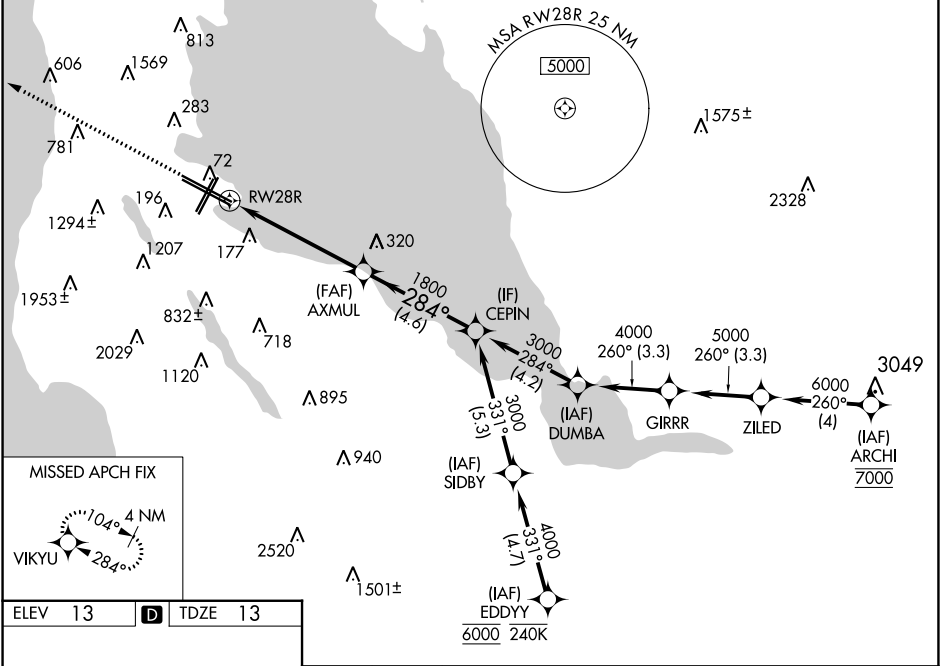 813
606
1569
MSA RW28R 25 NM
5000
283
781
1575±
72
RW28R
2328
196
1294±
177
320
1207
(FAF)
AXMUL
1800
284°
(4.6)
(IF)
CEPIN
1953±
832±
718
2029
1120
3000
284°
(4.2)
4000
260° (3.3)
5000
260° (3.3)
6000
260°
(4)
3049
(IAF)
DUMBA
GIRRR
ZILED
(IAF)
ARCHI
7000
895
3000
331°
(5.3)
940
(IAF)
SIDBY
MISSED APCH FIX
104°
4 NM
VIKYU
284°
2520
4000
331°
(4.7)
1501±
(IAF)
EDDYY
6000 240K
ELEV 13 D TDZE 13